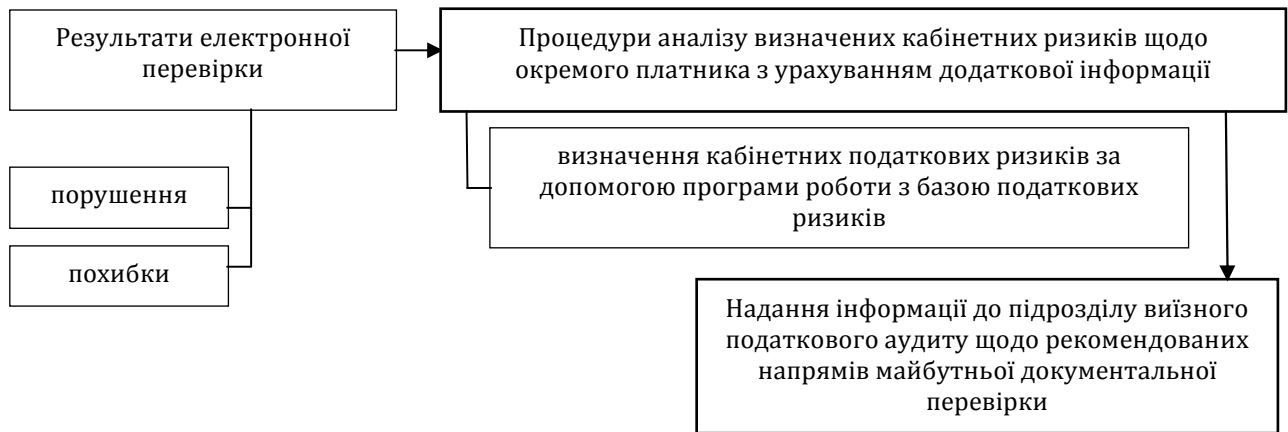 Результати електронної
перевірки
Процедури аналізу визначених кабінетних ризиків щодо
окремого платника з урахуванням додаткової інформації
визначення кабінетних податкових ризиків за
допомогою програми роботи з базою податкових
ризиків
порушення
похибки
Надання інформації до підрозділу виїзного
податкового аудиту щодо рекомендованих
напрямів майбутньої документальної
перевірки